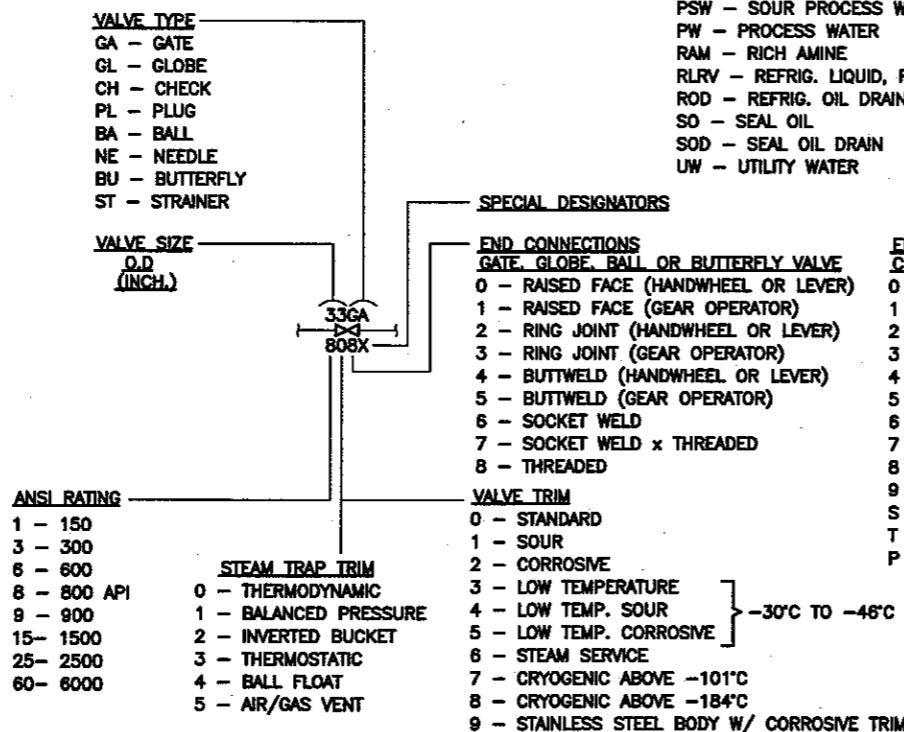 VALVE TYPE
GA – GATE
GL – GLOBE
CH – CHECK
PL – PLUG
BA – BALL
NE – NEEDLE
BU – BUTTERFLY
ST – STRAINER
PSW – SOUR PROCESS
PW – PROCESS WATER
RAM – RICH AMINE
RLRV – REFRIG. LIQUID,
ROD – REFRIG. OIL DRAIN
SO – SEAL OIL
SOD – SEAL OIL DRAIN
UW – UTILITY WATER
SPECIAL DESIGNATORS
VALVE SIZE
O.D
(INCH.)
33GA
808X
END CONNECTIONS
GATE, GLOBE, BALL OR BUTTERFLY VALVE
0 – RAISED FACE (HANDWHEEL OR LEVER)
1 – RAISED FACE (GEAR OPERATOR)
2 – RING JOINT (HANDWHEEL OR LEVER)
3 – RING JOINT (GEAR OPERATOR)
4 – BUTTWELD (HANDWHEEL OR LEVER)
5 – BUTTWELD (GEAR OPERATOR)
6 – SOCKET WELD
7 – SOCKET WELD x THREADED
8 – THREADED
0
1
2
3
4
5
6
7
8
9
S
T
P
ANSI RATING
1 – 150
3 – 300
6 – 600
8 – 800 API
9 – 900
15– 1500
25– 2500
60– 6000
STEAM TRAP TRIM
0 – THERMODYNAMIC
1 – BALANCED PRESSURE
2 – INVERTED BUCKET
3 – THERMOSTATIC
4 – BALL FLOAT
5 – AIR/GAS VENT
VALVE TRIM
0 – STANDARD
1 – SOUR
2 – CORROSIVE
3 – LOW TEMPERATURE
4 – LOW TEMP. SOUR
5 – LOW TEMP. CORROSIVE
–30°C TO –46°C
6 – STEAM SERVICE
7 – CRYOGENIC ABOVE –101°C
8 – CRYOGENIC ABOVE –184°C
9 – STAINLESS STEEL BODY W/ CORROSIVE TRIM